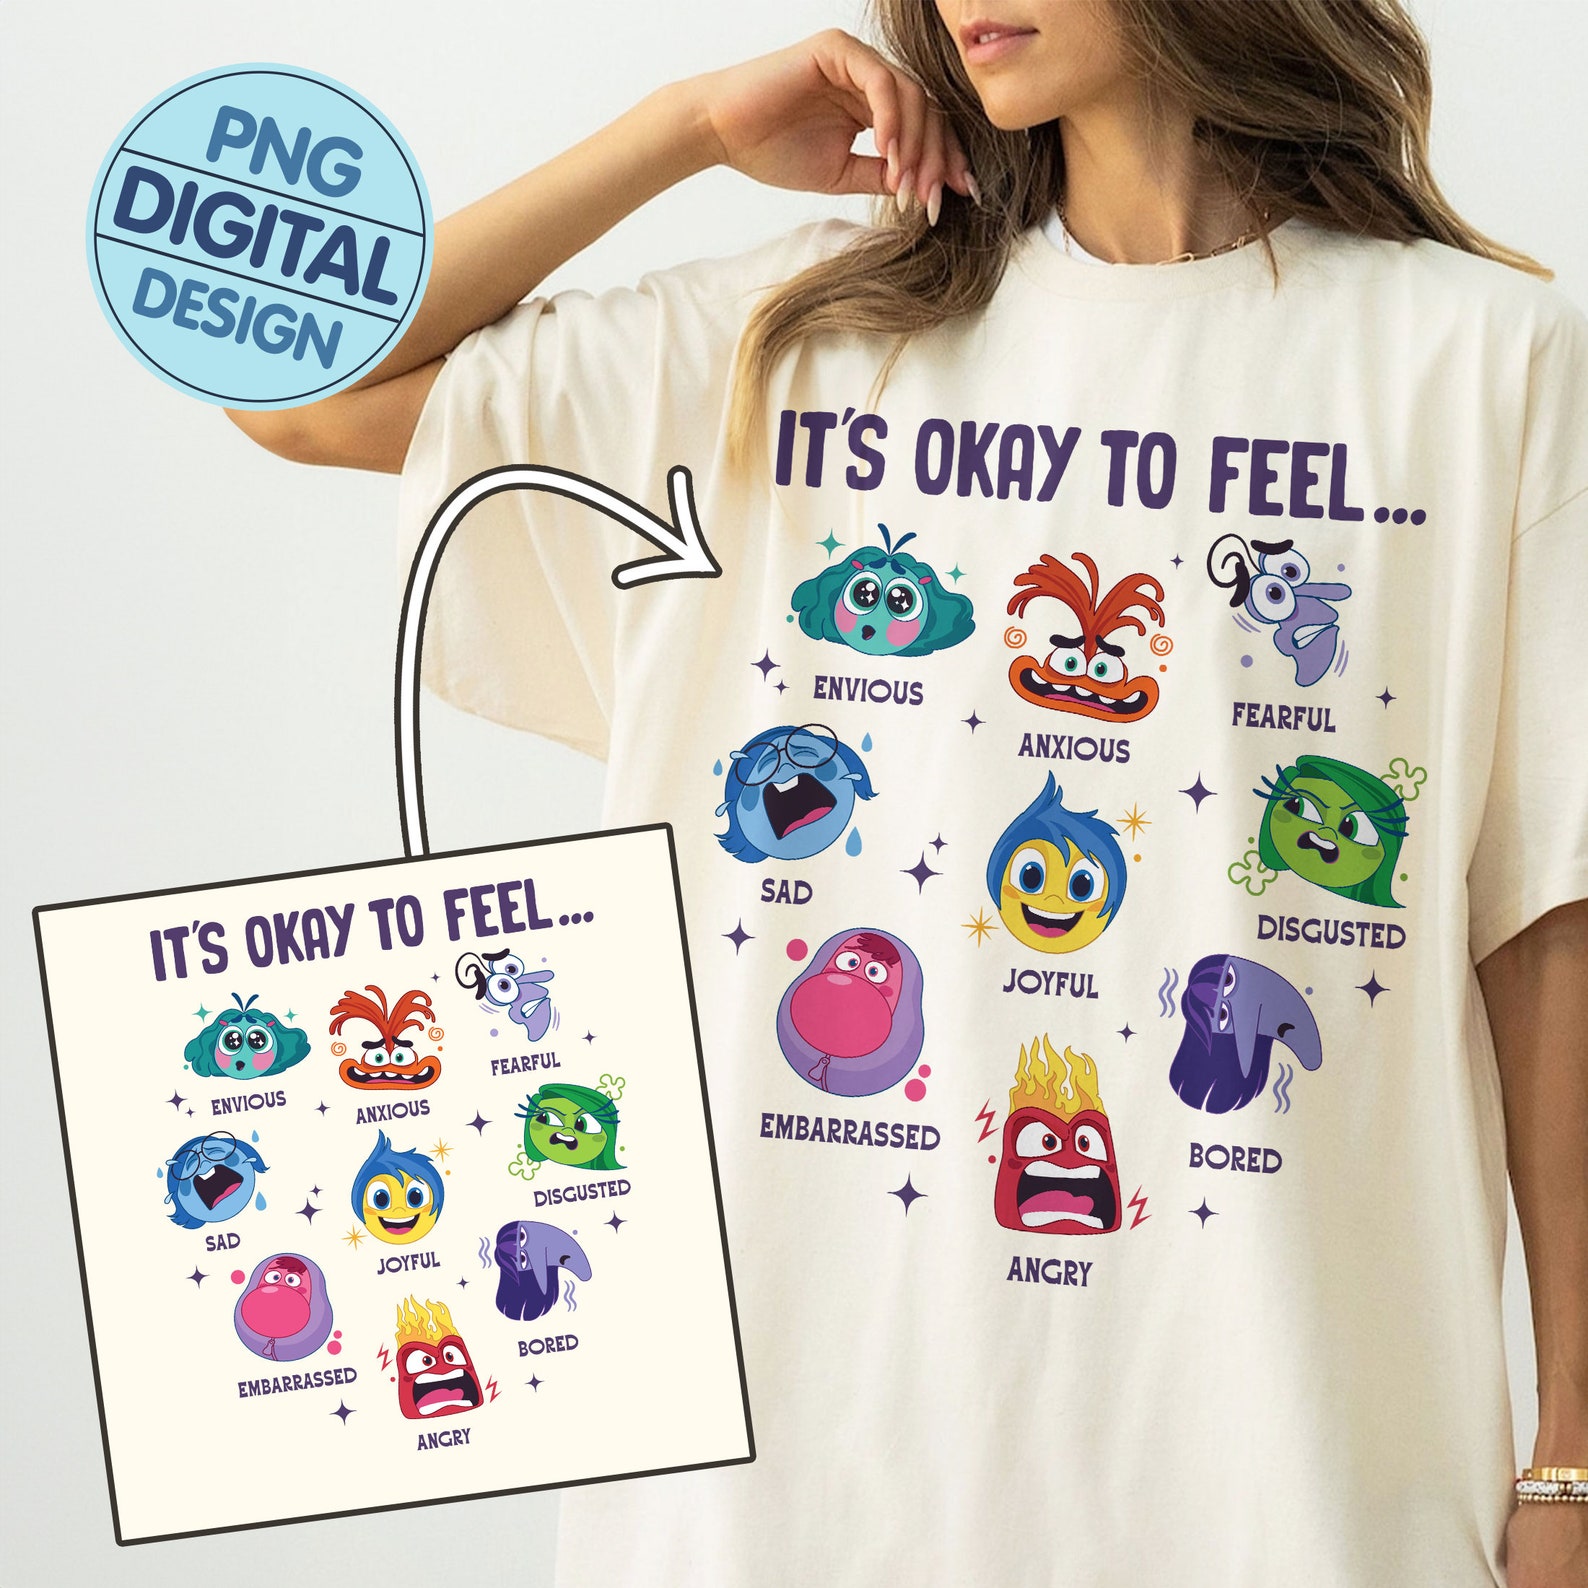 PNG
DIGITAL
DESIGN
IT'S OKAY TO FEEL...
ENVIOUS
ANXIOUS
FEARFUL
SAD
JOYFUL
DISGUSTED
EMBARRASSED
ANGRY
BORED
IT'S OKAY TO FEEL...
ENVIOUS
ANXIOUS
FEARFUL
SAD
JOYFUL
DISGUSTED
EMBARRASSED
ANGRY
BORED